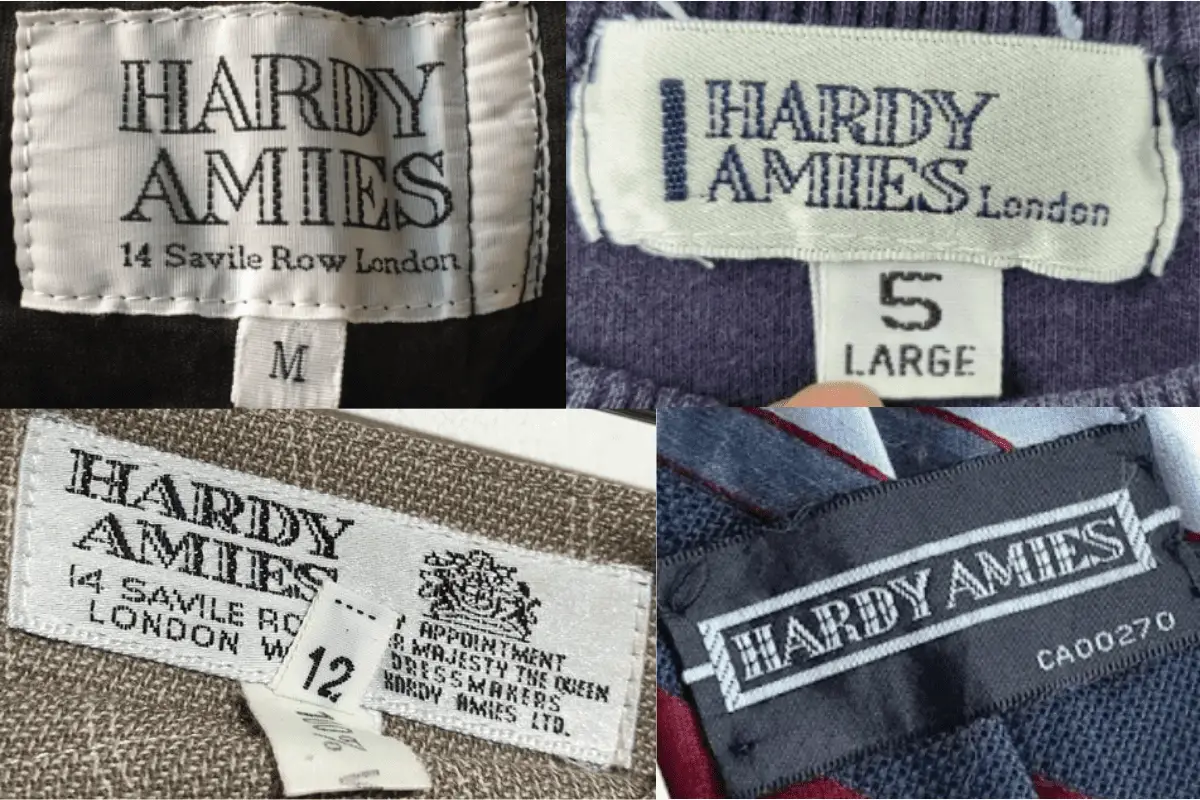 HARDY
AMIES
14 Savile Row London
M
HARDY
AMIES London
5
LARGE
HARDY
AMIES
14 SAVILE
LONDON
APPOINTMENT
MAJESTY THE QUEEN
DRESSMAKERS
HARDY AMIES LTD.
12
100%
HARDY AMIES
CA00270